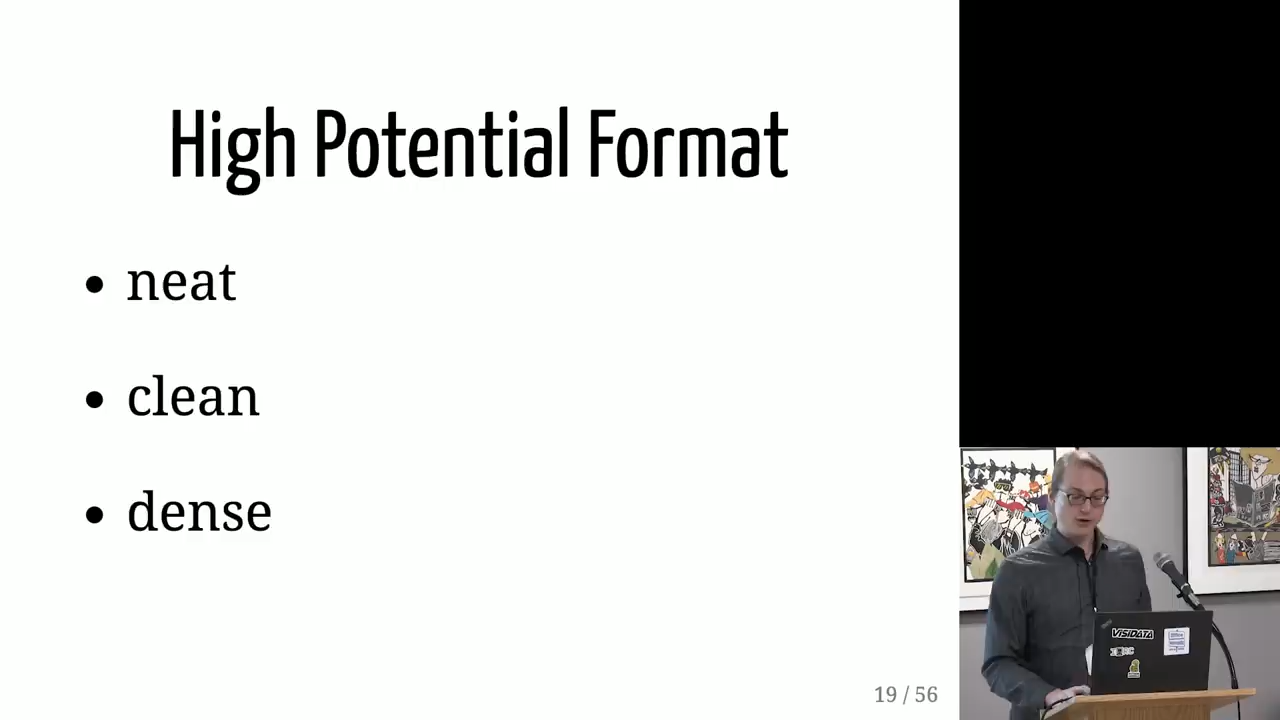 High Potential Format
• neat
• clean
• dense
19 / 56
VISIDATA